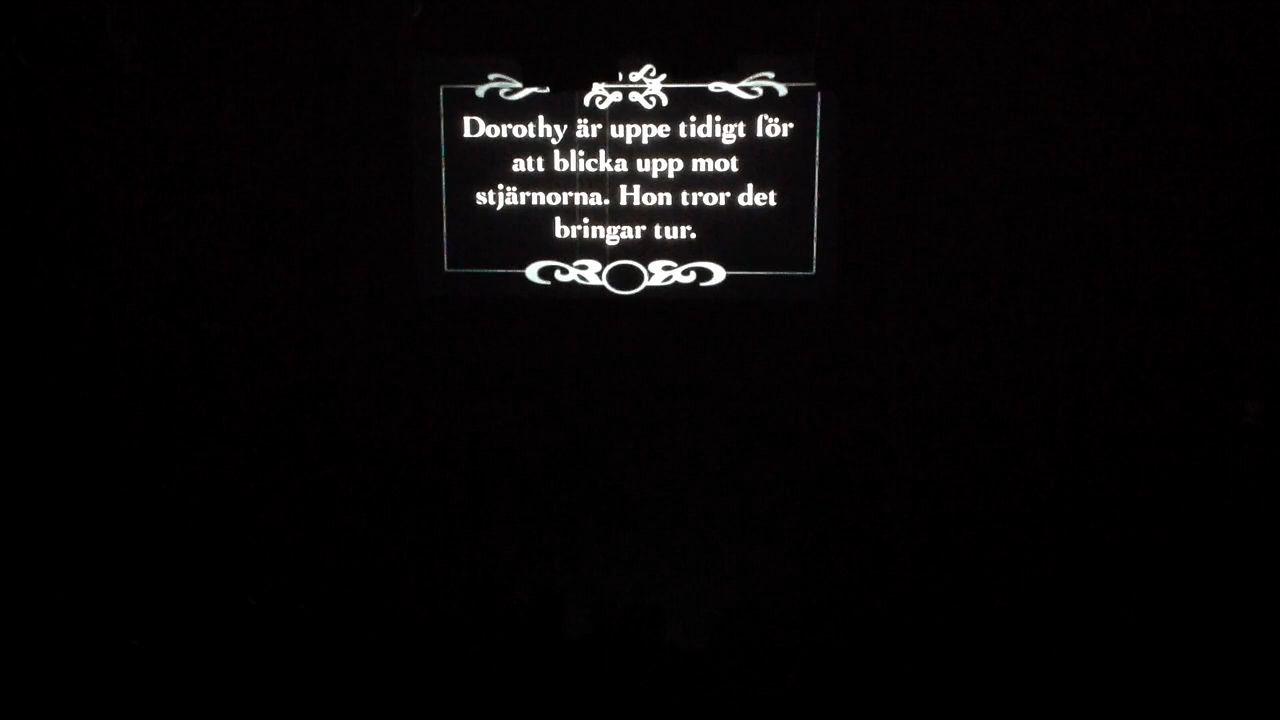 Dorothy är uppe tidigt för
att blicka upp mot
stjärnorna. Hon tror det
bringar tur.